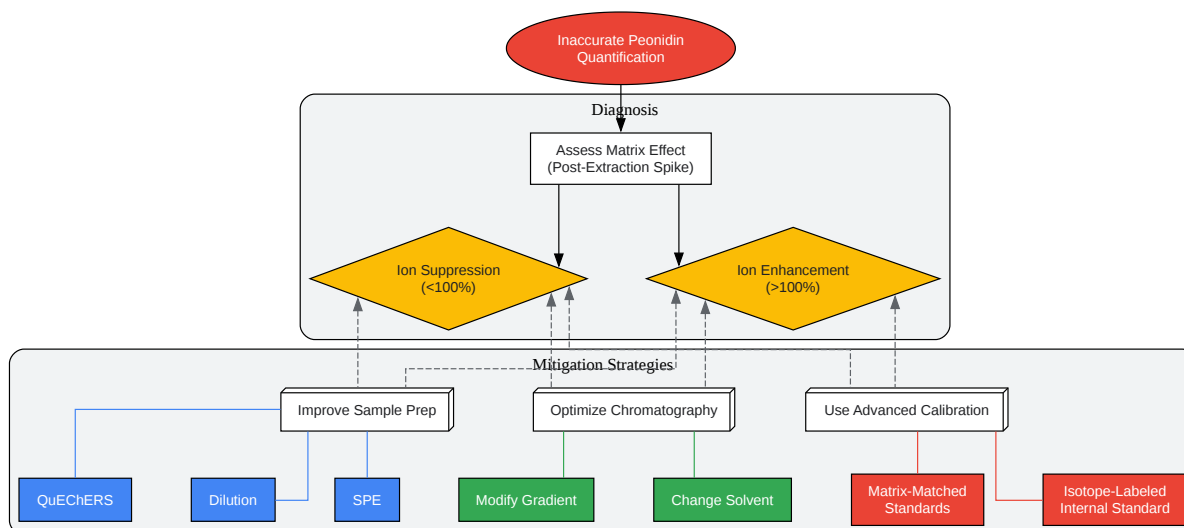 Inaccurate Peonidin
Quantification
Diagnosis
Assess Matrix Effect
(Post-Extraction Spike)
Ion Suppression
(<100%)
Ion Enhancement
(>100%)
Mitigation Strategies
Improve Sample Prep
Optimize Chromatography
Use Advanced Calibration
QuEChERS
Dilution
SPE
Modify Gradient
Change Solvent
Matrix-Matched
Standards
Isotope-Labeled
Internal Standard